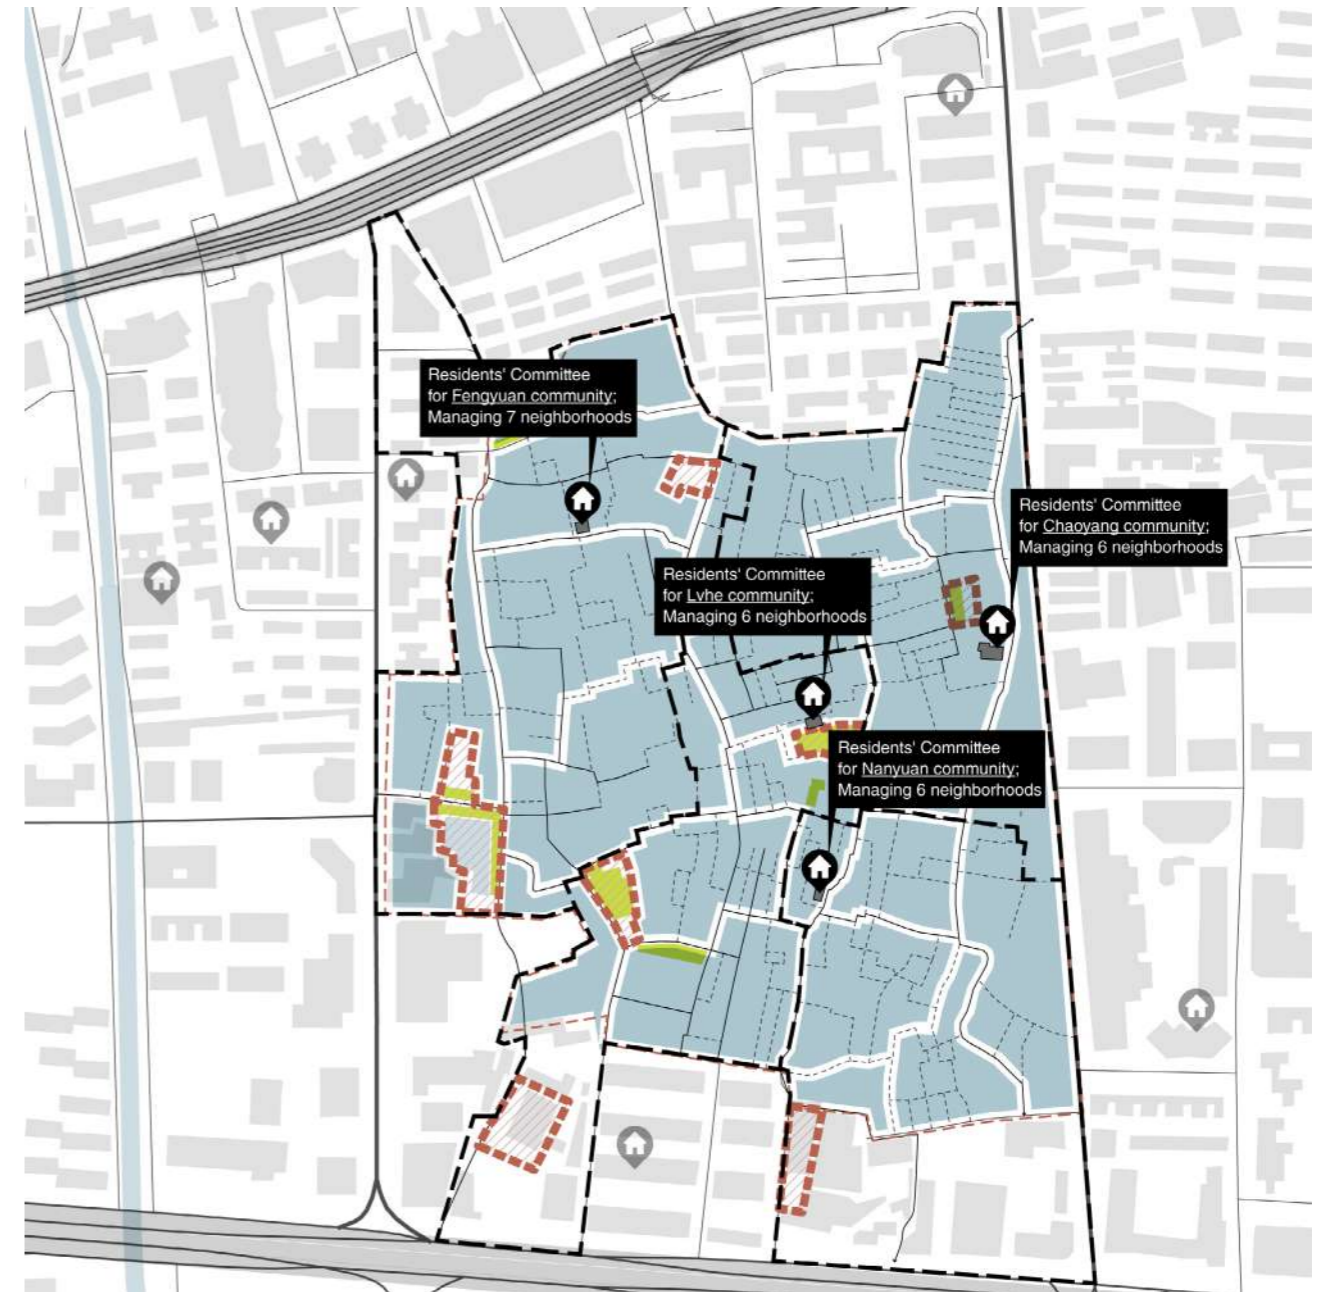 Residents' Committee
for Fengyuan community;
Managing 7 neighborhoods
Residents' Committee
for Chaoyang community;
Managing 6 neighborhoods
Residents' Committee
for Lvhe community;
Managing 6 neighborhoods
Residents' Committee
for Nanyuan community;
Managing 6 neighborhoods